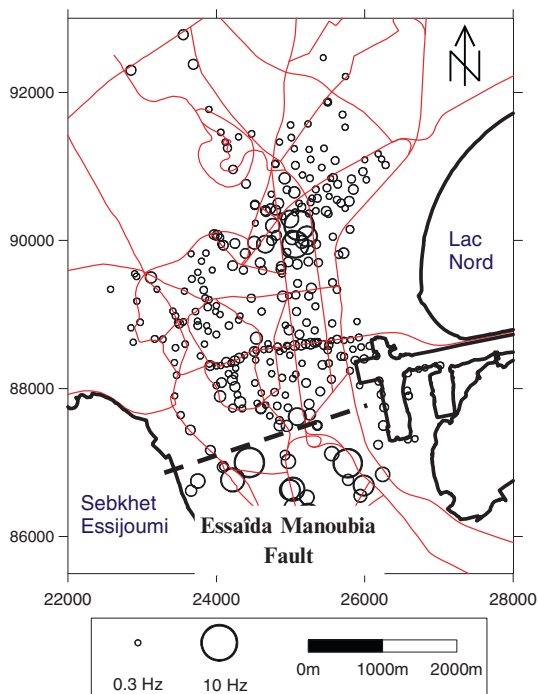 N
92000
90000
88000
86000
Lac
Nord
Sebkhet
Essijoumi
Essaîda Manoubia
Fault
22000 24000 26000 28000
0.3 Hz 10 Hz
0m 1000m 2000m